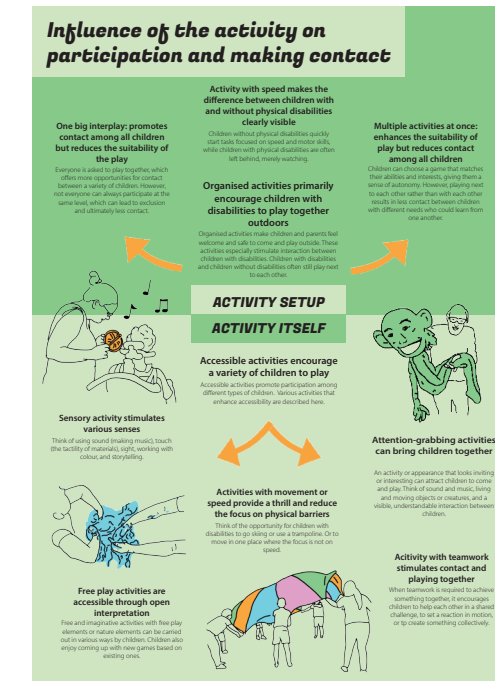 Influence of the activity on
participation and making contact
Activity with speed makes the
difference between children with
and without physical disabilities
clearly visible
Children without physical disabilities quickly
start tasks focused on speed and motor skills,
while children with physical disabilities are often
left behind, merely watching.
One big interplay: promotes
contact among all children
but reduces the suitability of
the play
Everyone is asked to play together, which
offers more opportunities for contact
between a variety of children. However,
not everyone can always participate at the
same level, which can lead to exclusion
and ultimately less contact.
Organised activities primarily
encourage children with
disabilities to play together
outdoors
Organised activities make children and parents feel
welcome and safe to come and play outside. These
activities especially stimulate interaction between
children with disabilities. Children with disabilities
and children without disabilities often still play next
to each other.
Multiple activities at once:
enhances the suitability of
play but reduces contact
among all children
Children can choose a game that matches
their abilities and interests, giving them a
sense of autonomy. However, playing next
to each other rather than with each other
results in less contact between children
with different needs who could learn from
one another.
ACTIVITY SETUP
ACTIVITY ITSELF
Accessible activities encourage
a variety of children to play
Accessible activities promote participation among
different types of children. Various activities that
enhance accessibility are described here.
Sensory activity stimulates
various senses
Think of using sound (making music), touch
(the tactility of materials), sight, working with
colour, and storytelling.
Attention-grabbing activities
can bring children together
An activity or appearance that looks inviting
or interesting can attract children to come
and play. Think of sound and music, living
and moving objects or creatures, and a
visible, understandable interaction between
children.
Activities with movement or
speed provide a thrill and reduce
the focus on physical barriers
Think of the opportunity for children with
disabilities to go skiing or use a trampoline. Or to
move in one place where the focus is not on
speed.
Free play activities are
accessible through open
interpretation
Free and imaginative activities with free play
elements or nature elements can be carried
out in various ways by children. Children also
enjoy coming up with new games based on
existing ones.
Acitivity with teamwork
stimulates contact and
playing together
When teamwork is required to achieve
something together, it encourages
children to help each other in a shared
challenge, to set a reaction in motion,
or tp create something collectively.